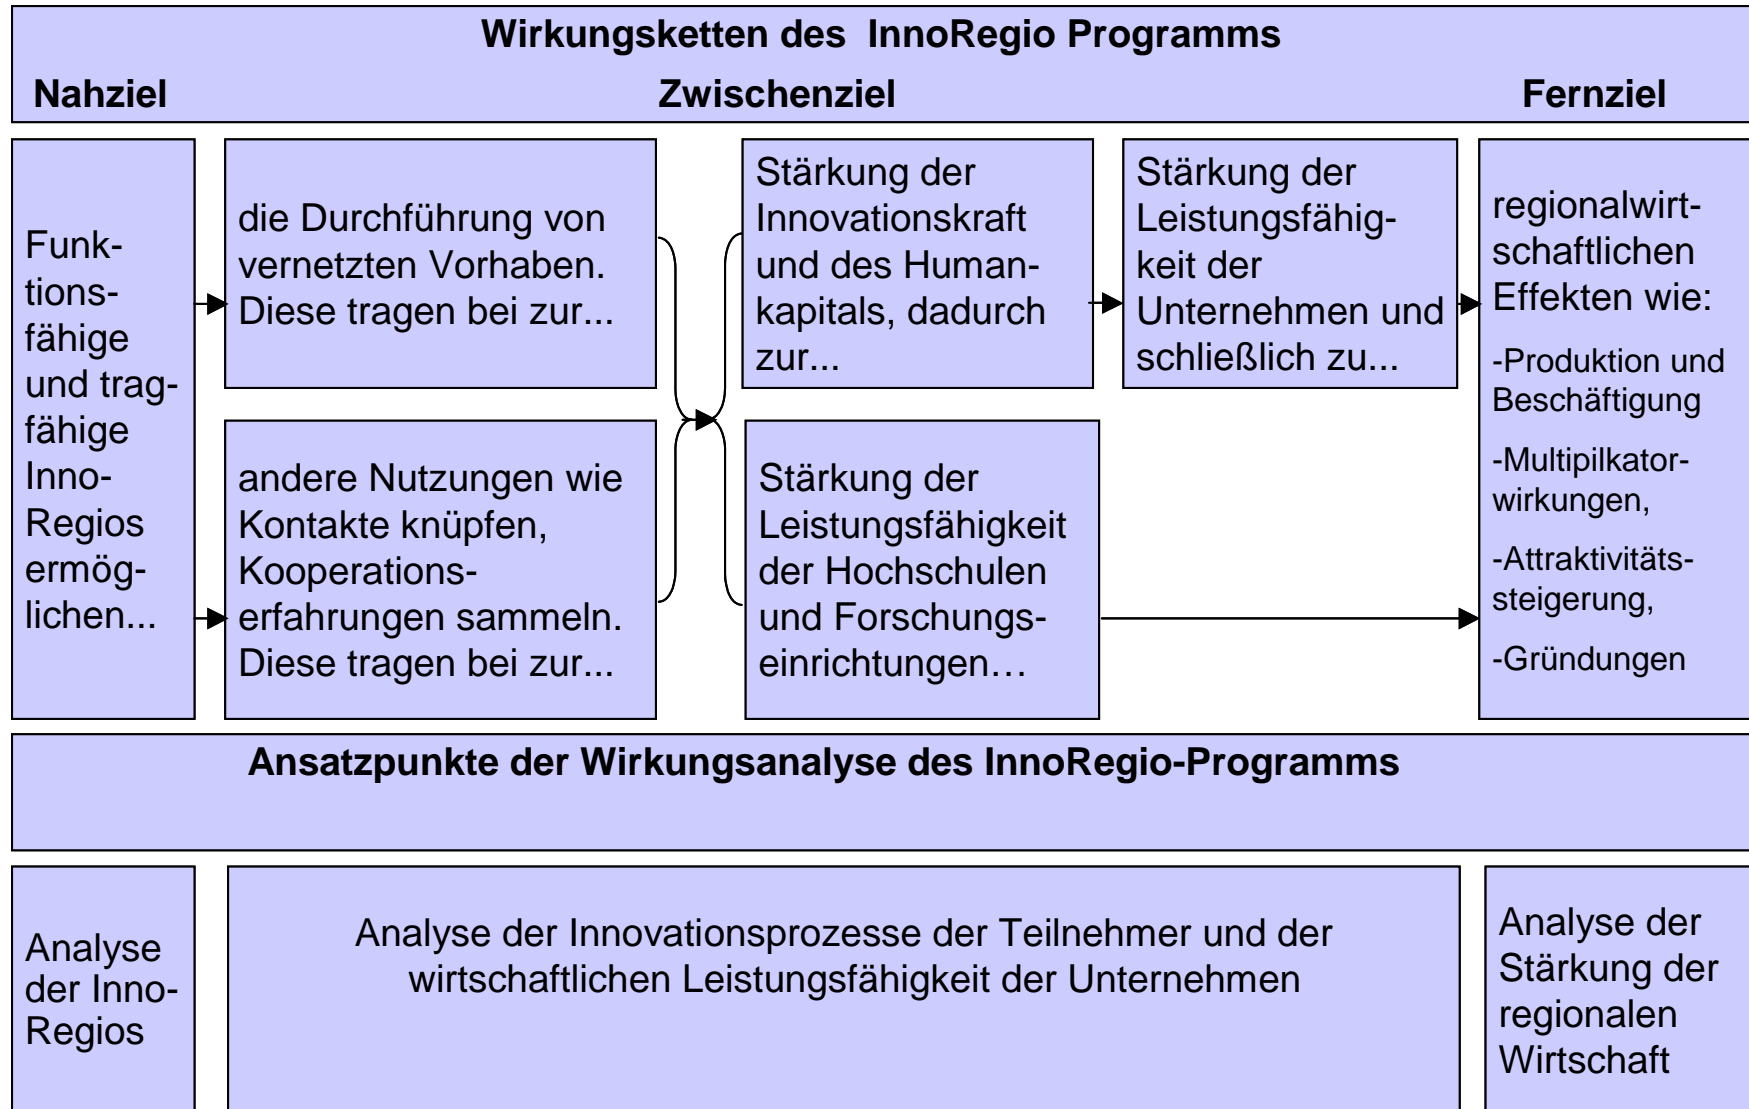 Wirkungsketten des InnoRegio Programms
Nahziel Zwischenziel Fernziel
Funk-
tions-
fähige
und trag-
fähige
Inno-
Regios
ermög-
lichen...
die Durchführung von
vernetzten Vorhaben.
Diese tragen bei zur...
andere Nutzungen wie
Kontakte knüpfen,
Kooperations-
erfahrungen sammeln.
Diese tragen bei zur...
Stärkung der
Innovationskraft
und des Human-
kapitals, dadurch
zur...
Stärkung der
Leistungsfähigkeit
der Hochschulen
und Forschungs-
einrichtungen…
Stärkung der
Leistungsfähig-
keit der
Unternehmen und
schließlich zu...
regionalwirt-
schaftlichen
Effekten wie:
-Produktion und
Beschäftigung
-Multipilkator-
wirkungen,
-Attraktivitäts-
steigerung,
-Gründungen
Ansatzpunkte der Wirkungsanalyse des InnoRegio-Programms
Analyse
der Inno-
Regios
Analyse der Innovationsprozesse der Teilnehmer und der
wirtschaftlichen Leistungsfähigkeit der Unternehmen
Analyse der
Stärkung der
regionalen
Wirtschaft